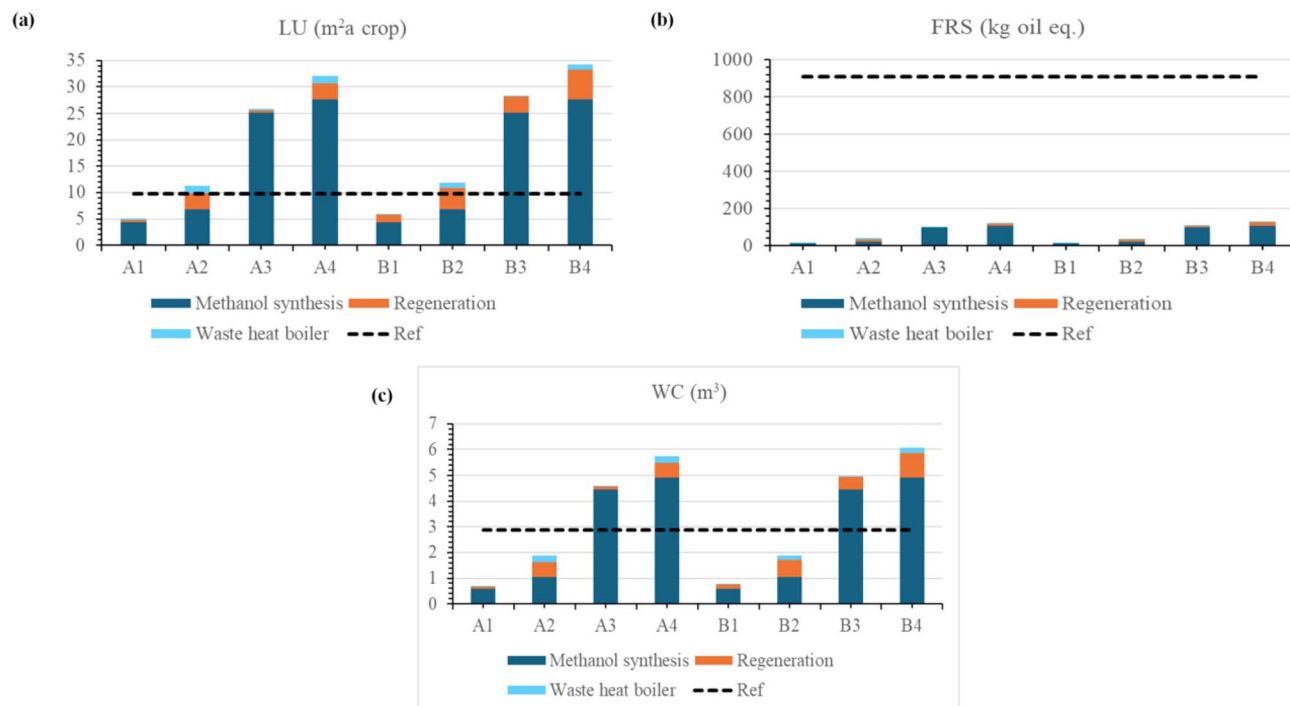 (a)
LU (m²a crop)
35
30
25
20
15
10
5
0
A1 A2 A3 A4 B1 B2 B3 B4
Methanol synthesis Regeneration
Waste heat boiler Ref
(b)
FRS (kg oil eq.)
1000
800
600
400
200
0
A1 A2 A3 A4 B1 B2 B3 B4
Methanol synthesis Regeneration
Waste heat boiler Ref
(c)
WC (m³)
7
6
5
4
3
2
1
0
A1 A2 A3 A4 B1 B2 B3 B4
Methanol synthesis Regeneration
Waste heat boiler Ref